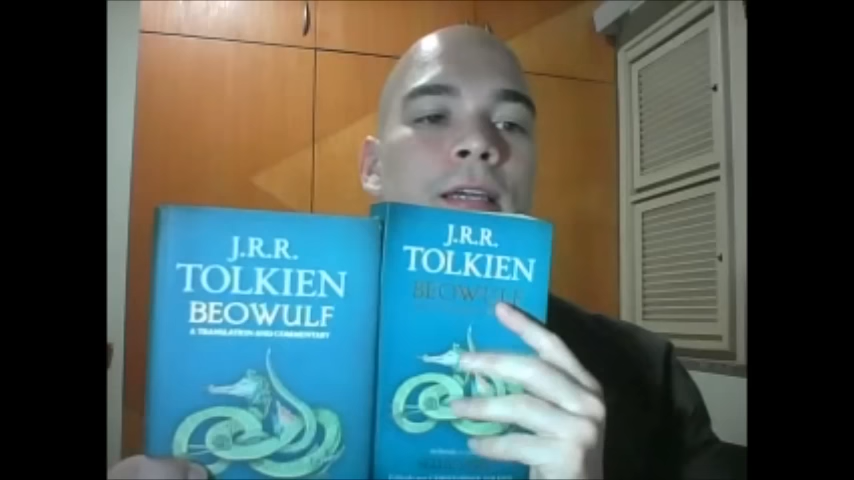 J.R.R.
TOLKIEN
BEOWULF
A TRANSLATION AND COMMENTARY
J.R.R.
TOLKIEN
BEOWULF